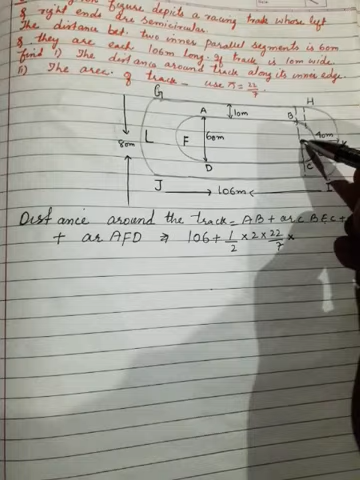 figure depicts a racing track whose left
& right ends are semicircular.
The distance bet. two inner parallel segments is 60m
& they are each 106m long. If track is 10m wide.
find 1) The distance around track along its inner edge.
ii) The area of track - use π = 22/7
G
H
A
10m
B
L
F
60m
80m
40m
D
C
J
106m
I
Distance around the track = AB + arc BEC +
+ ar AFD ⇒ 106 + 1/2 × 2 × 22/7 ×